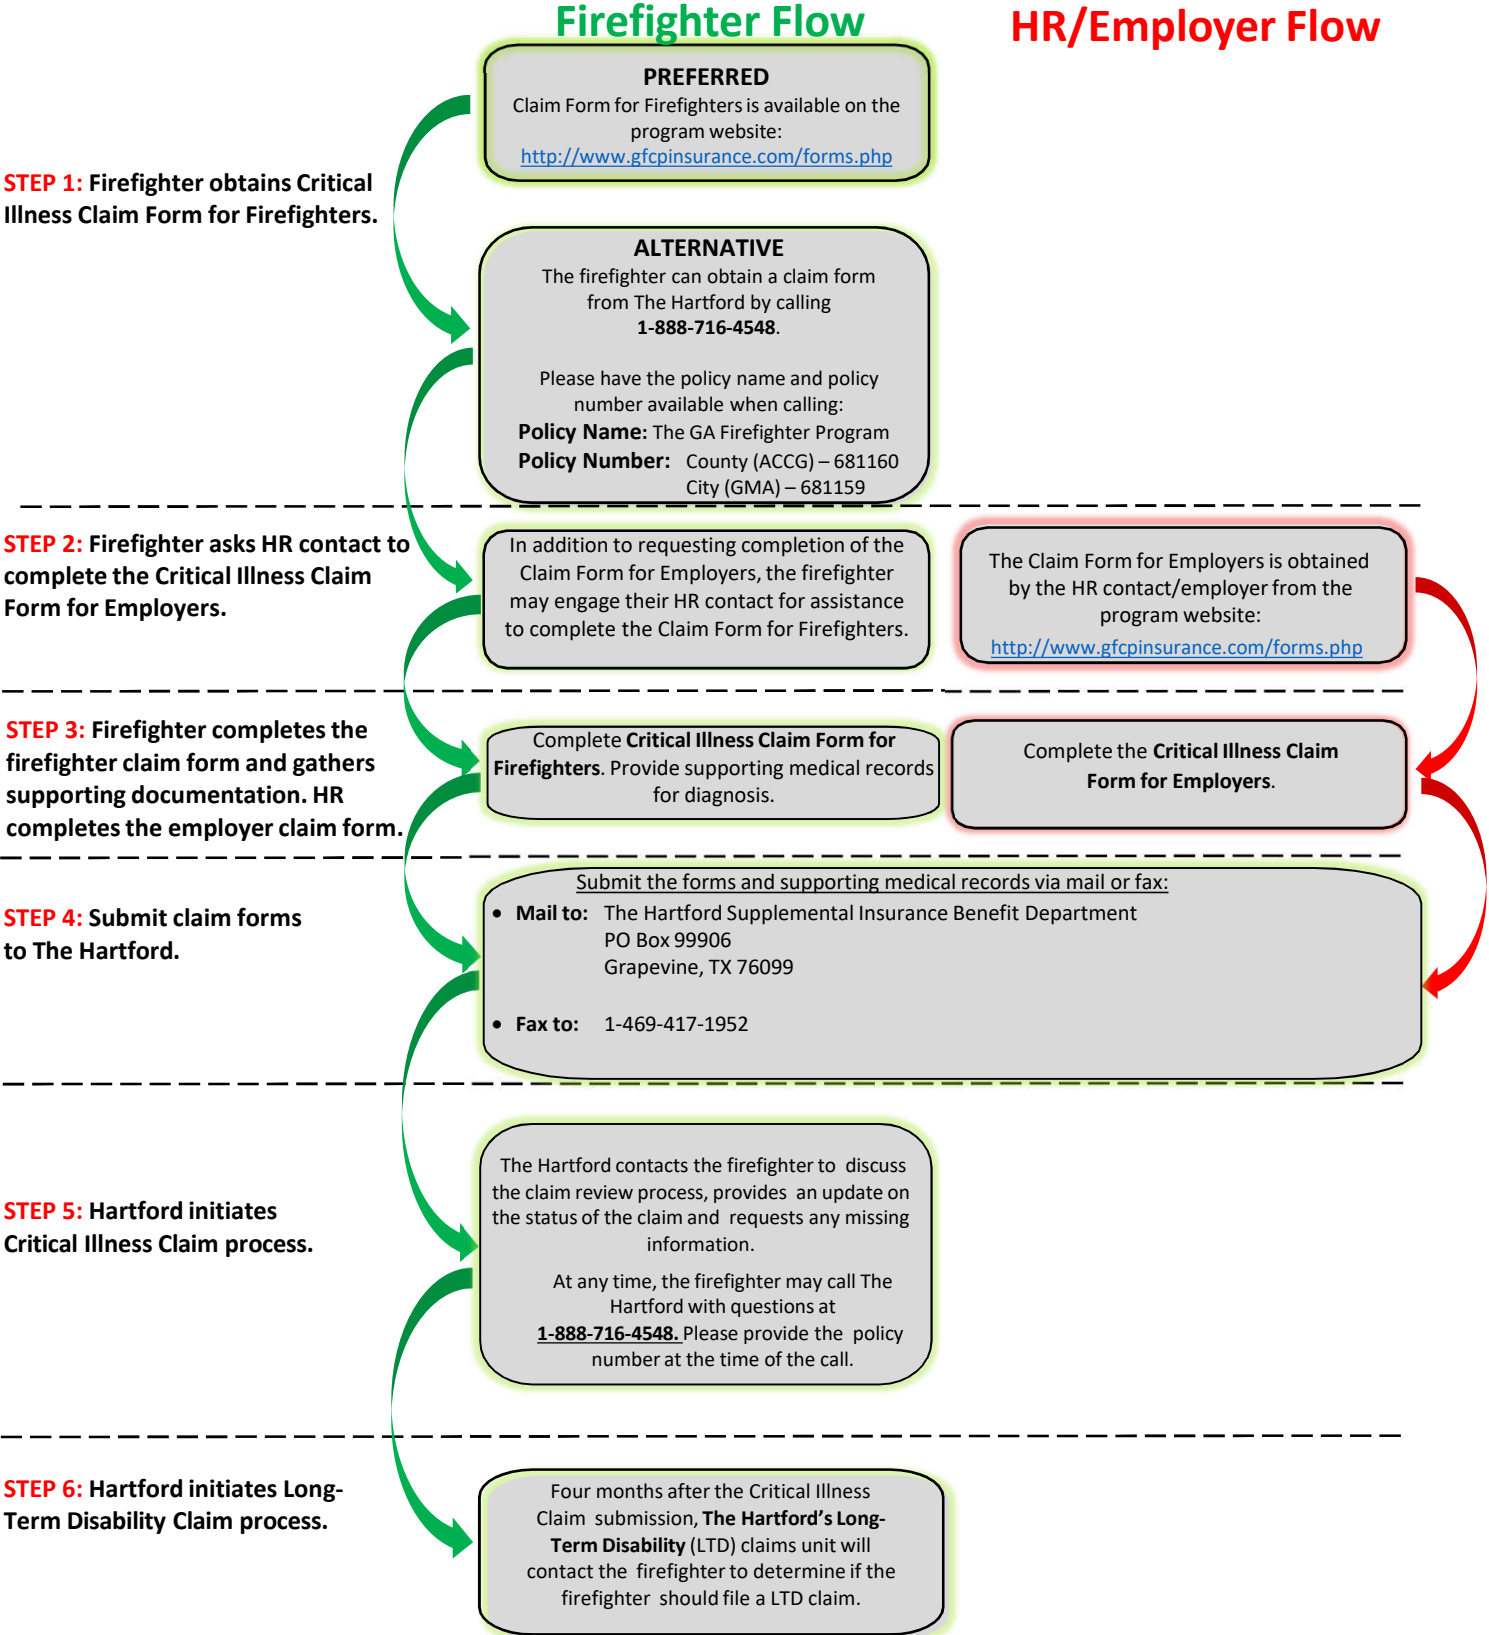 Firefighter Flow
HR/Employer Flow
PREFERRED
Claim Form for Firefighters is available on the
program website:
http://www.gfcpinsurance.com/forms.php
STEP 1: Firefighter obtains Critical
Illness Claim Form for Firefighters.
ALTERNATIVE
The firefighter can obtain a claim form
from The Hartford by calling
1-888-716-4548.
Please have the policy name and policy
number available when calling:
Policy Name: The GA Firefighter Program
Policy Number: County (ACCG) – 681160
City (GMA) – 681159
STEP 2: Firefighter asks HR contact to
complete the Critical Illness Claim
Form for Employers.
In addition to requesting completion of the
Claim Form for Employers, the firefighter
may engage their HR contact for assistance
to complete the Claim Form for Firefighters.
The Claim Form for Employers is obtained
by the HR contact/employer from the
program website:
http://www.gfcpinsurance.com/forms.php
STEP 3: Firefighter completes the
firefighter claim form and gathers
supporting documentation. HR
completes the employer claim form.
Complete Critical Illness Claim Form for
Firefighters. Provide supporting medical records
for diagnosis.
Complete the Critical Illness Claim
Form for Employers.
STEP 4: Submit claim forms
to The Hartford.
Submit the forms and supporting medical records via mail or fax:
• Mail to: The Hartford Supplemental Insurance Benefit Department
PO Box 99906
Grapevine, TX 76099
• Fax to: 1-469-417-1952
STEP 5: Hartford initiates
Critical Illness Claim process.
The Hartford contacts the firefighter to discuss
the claim review process, provides an update on
the status of the claim and requests any missing
information.
At any time, the firefighter may call The
Hartford with questions at
1-888-716-4548. Please provide the policy
number at the time of the call.
STEP 6: Hartford initiates Long-
Term Disability Claim process.
Four months after the Critical Illness
Claim submission, The Hartford's Long-
Term Disability (LTD) claims unit will
contact the firefighter to determine if the
firefighter should file a LTD claim.